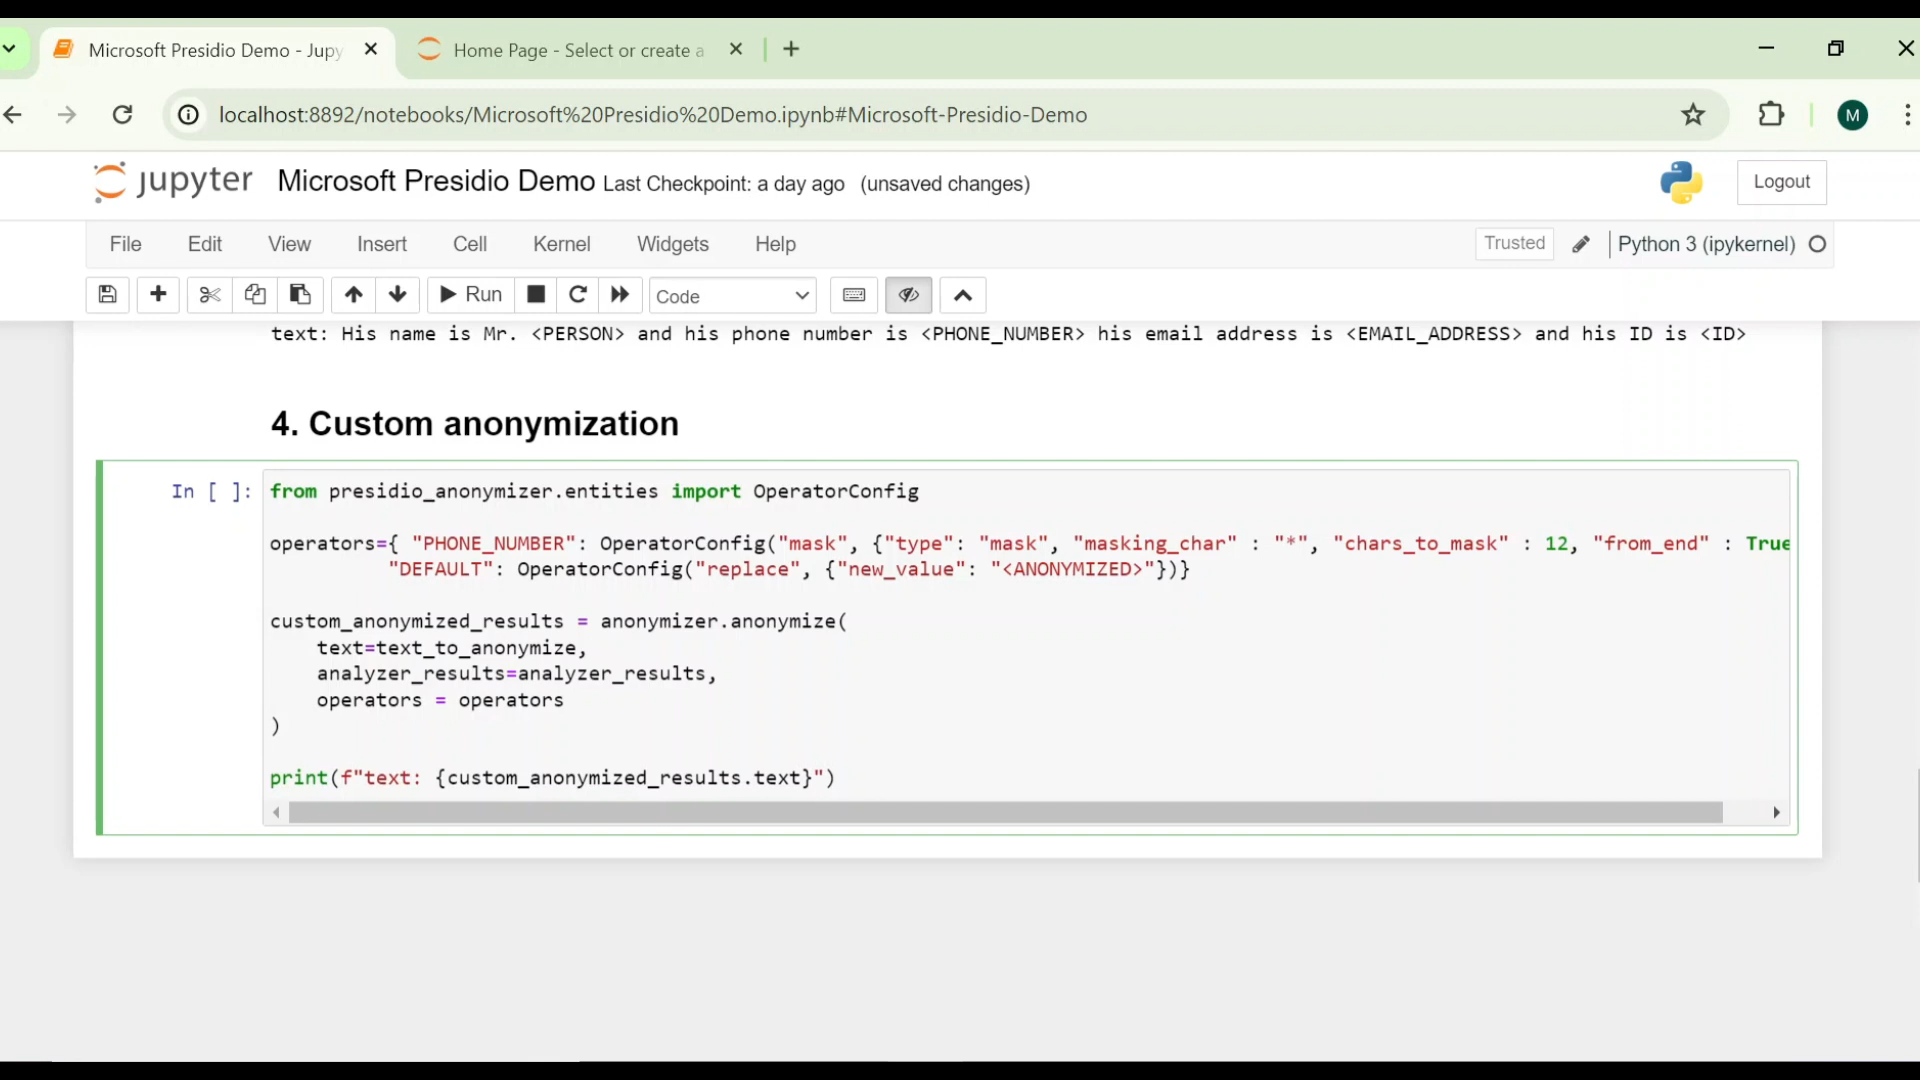 Microsoft Presidio Demo - Jupy
Home Page - Select or create a
localhost:8892/notebooks/Microsoft%20Presidio%20Demo.ipynb#Microsoft-Presidio-Demo
M
jupyter Microsoft Presidio Demo Last Checkpoint: a day ago (unsaved changes)
Logout
File Edit View Insert Cell Kernel Widgets Help
Trusted Python 3 (ipykernel)
Run Code
text: His name is Mr. <PERSON> and his phone number is <PHONE_NUMBER> his email address is <EMAIL_ADDRESS> and his ID is <ID>
4. Custom anonymization
In [ ]: from presidio_anonymizer.entities import OperatorConfig
operators={ "PHONE_NUMBER": OperatorConfig("mask", {"type": "mask", "masking_char" : "*", "chars_to_mask" : 12, "from_end" : True
"DEFAULT": OperatorConfig("replace", {"new_value": "<ANONYMIZED>"})}
custom_anonymized_results = anonymizer.anonymize(
text=text_to_anonymize,
analyzer_results=analyzer_results,
operators = operators
)
print(f"text: {custom_anonymized_results.text}")